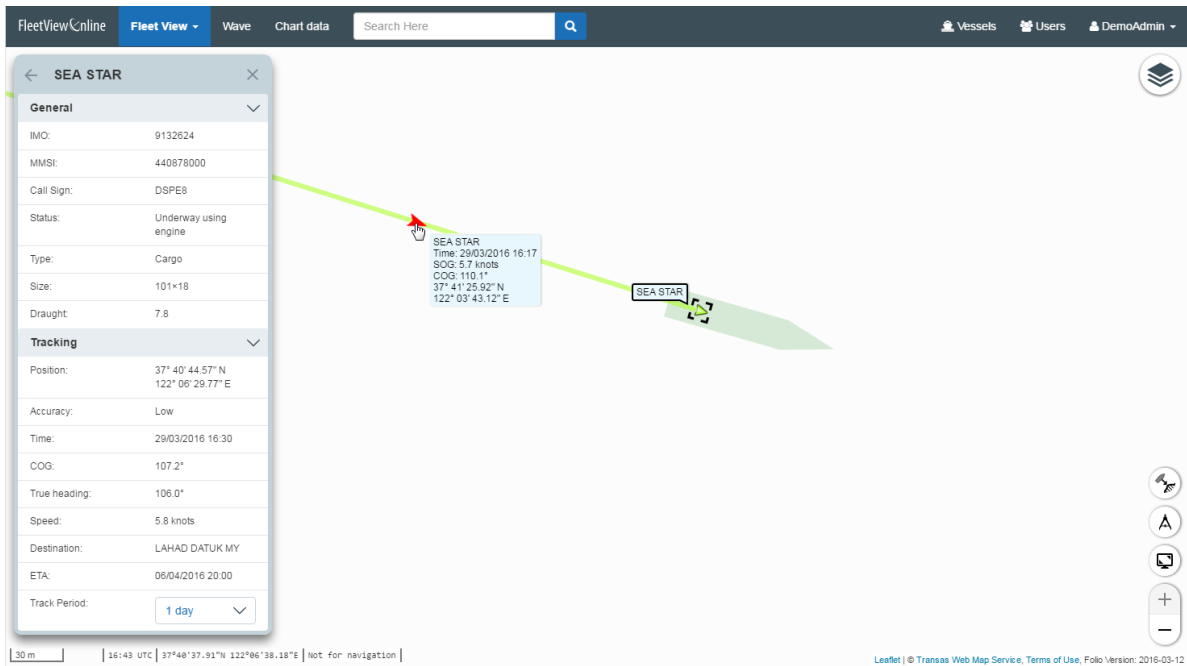 FleetViewOnline Fleet View Wave Chart data Search Here Vessels Users DemoAdmin
SEA STAR
General
IMO: 9132624
MMSI: 440878000
Call Sign: DSPE8
Status: Underway using
engine
Type: Cargo
Size: 101×18
Draught: 7.8
Tracking
Position: 37° 40' 44.57" N
122° 06' 29.77" E
Accuracy: Low
Time: 29/03/2016 16:30
COG: 107.2°
True heading: 106.0°
Speed: 5.8 knots
Destination: LAHAD DATUK MY
ETA: 06/04/2016 20:00
Track Period: 1 day
SEA STAR
Time: 29/03/2016 16:17
SOG: 5.7 knots
COG: 110.1°
37° 41' 25.92" N
122° 03' 43.12" E
SEA STAR
30 m 16:43 UTC 37°40'37.91"N 122°06'38.18"E Not for navigation
Leaflet | © Transas Web Map Service, Terms of Use, Folio Version: 2016-03-12